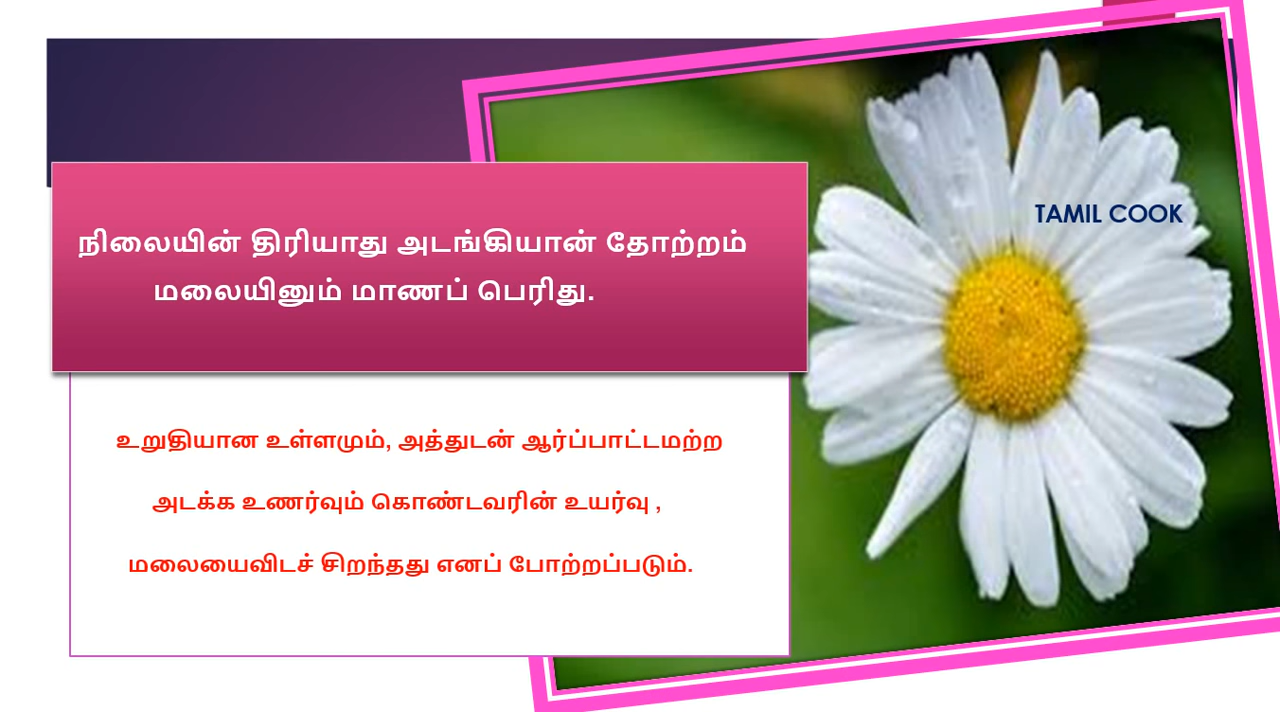 நிலையின் திரியாது அடங்கியான் தோற்றம்
மலையினும் மாணப் பெரிது.
TAMIL COOK
உறுதியான உள்ளமும், அத்துடன் ஆர்ப்பாட்டமற்ற
அடக்க உணர்வும் கொண்டவரின் உயர்வு ,
மலையைவிடச் சிறந்தது எனப் போற்றப்படும்.